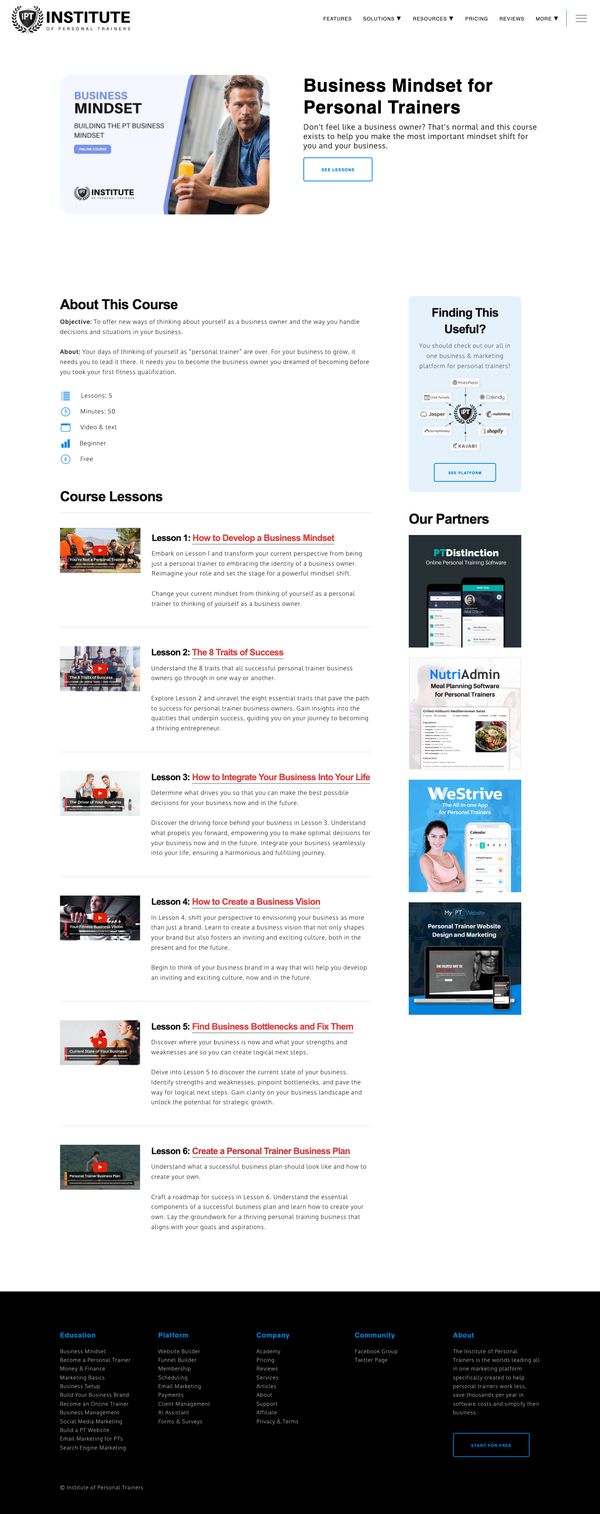 IPT INSTITUTE
OF PERSONAL TRAINERS
FEATURES SOLUTIONS ▼ RESOURCES ▼ PRICING REVIEWS MORE ▼
BUSINESS
MINDSET
BUILDING THE PT BUSINESS
MINDSET
ONLINE COURSE
INSTITUTE
OF PERSONAL TRAINERS
Business Mindset for
Personal Trainers
Don't feel like a business owner? That's normal and this course
exists to help you make the most important mindset shift for
you and your business.
SEE LESSONS
About This Course
Objective: To offer new ways of thinking about yourself as a business owner and the way you handle
decisions and situations in your business.
About: Your days of thinking of yourself as "personal trainer" are over. For your business to grow, it
needs you to lead it there. It needs you to become the business owner you dreamed of becoming before
you took your first fitness qualification.
Lessons: 5
Minutes: 50
Video & text
Beginner
Free
Course Lessons
You're Not a Personal Trainer
Lesson 1: How to Develop a Business Mindset
Embark on Lesson 1 and transform your current perspective from being
just a personal trainer to embracing the identity of a business owner.
Reimagine your role and set the stage for a powerful mindset shift.
Change your current mindset from thinking of yourself as a personal
trainer to thinking of yourself as a business owner.
The 8 Traits of Success
Lesson 2: The 8 Traits of Success
Understand the 8 traits that all successful personal trainer business
owners go through in one way or another.
Explore Lesson 2 and unravel the eight essential traits that pave the path
to success for personal trainer business owners. Gain insights into the
qualities that underpin success, guiding you on your journey to becoming
a thriving entrepreneur.
The Driver of Your Business
Lesson 3: How to Integrate Your Business Into Your Life
Determine what drives you so that you can make the best possible
decisions for your business now and in the future.
Discover the driving force behind your business in Lesson 3. Understand
what propels you forward, empowering you to make optimal decisions for
your business now and in the future. Integrate your business seamlessly
into your life, ensuring a harmonious and fulfilling journey.
Your Fitness Business Vision
Lesson 4: How to Create a Business Vision
In Lesson 4, shift your perspective to envisioning your business as more
than just a brand. Learn to create a business vision that not only shapes
your brand but also fosters an inviting and exciting culture, both in the
present and for the future.
Begin to think of your business brand in a way that will help you develop
an inviting and exciting culture, now and in the future.
Current State of Your Business
Lesson 5: Find Business Bottlenecks and Fix Them
Discover where your business is now and what your strengths and
weaknesses are so you can create logical next steps.
Delve into Lesson 5 to discover the current state of your business.
Identify strengths and weaknesses, pinpoint bottlenecks, and pave the
way for logical next steps. Gain clarity on your business landscape and
unlock the potential for strategic growth.
Personal Trainer Business Plan
Lesson 6: Create a Personal Trainer Business Plan
Understand what a successful business plan should look like and how to
create your own.
Craft a roadmap for success in Lesson 6. Understand the essential
components of a successful business plan and learn how to create your
own. Lay the groundwork for a thriving personal training business that
aligns with your goals and aspirations.
Finding This
Useful?
You should check out our all in
one business & marketing
platform for personal trainers!
Calendly
Jasper
IPT
mailchimp
SurveyMonkey
shopify
KAJABI
SEE PLATFORM
Our Partners
PTDistinction
Online Personal Training Software
NutriAdmin
Meal Planning Software
for Personal Trainers
Grilled Halloumi Mediterranean Salad
WeStrive
The All in one App
for Personal Trainers
Calendar
My PT Website
Personal Trainer Website
Design and Marketing
Education
Business Mindset
Become a Personal Trainer
Money & Finance
Marketing Basics
Business Setup
Build Your Business Brand
Become an Online Trainer
Business Management
Social Media Marketing
Build a PT Website
Email Marketing for PTs
Search Engine Marketing
Platform
Website Builder
Funnel Builder
Membership
Scheduling
Email Marketing
Payments
Client Management
AI Assistant
Forms & Surveys
Company
Academy
Pricing
Reviews
Services
Articles
About
Support
Affiliate
Privacy & Terms
Community
Facebook Group
Twitter Page
About
The Institute of Personal
Trainers is the worlds leading all
in one marketing platform
specifically created to help
personal trainers work less,
save thousands per year in
software costs and simplify their
business.
START FOR FREE
© Institute of Personal Trainers